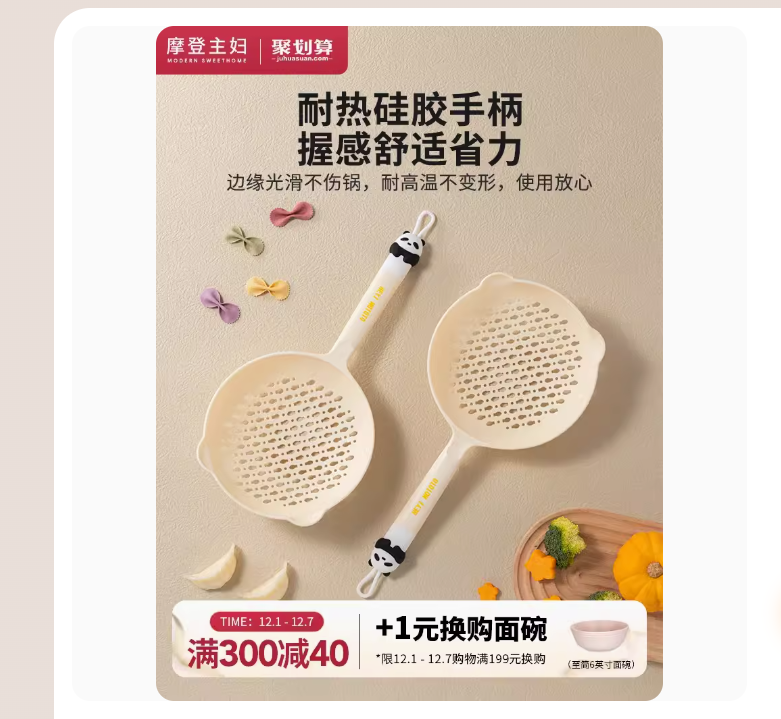 摩登主妇
MODERN SWEETHOME
聚划算
juhuasuan.com
耐热硅胶手柄
握感舒适省力
边缘光滑不伤锅，耐高温不变形，使用放心
TIME：12.1 - 12.7
满300减40
+1元换购面碗
*限12.1 - 12.7购物满199元换购
（至简6英寸面碗）